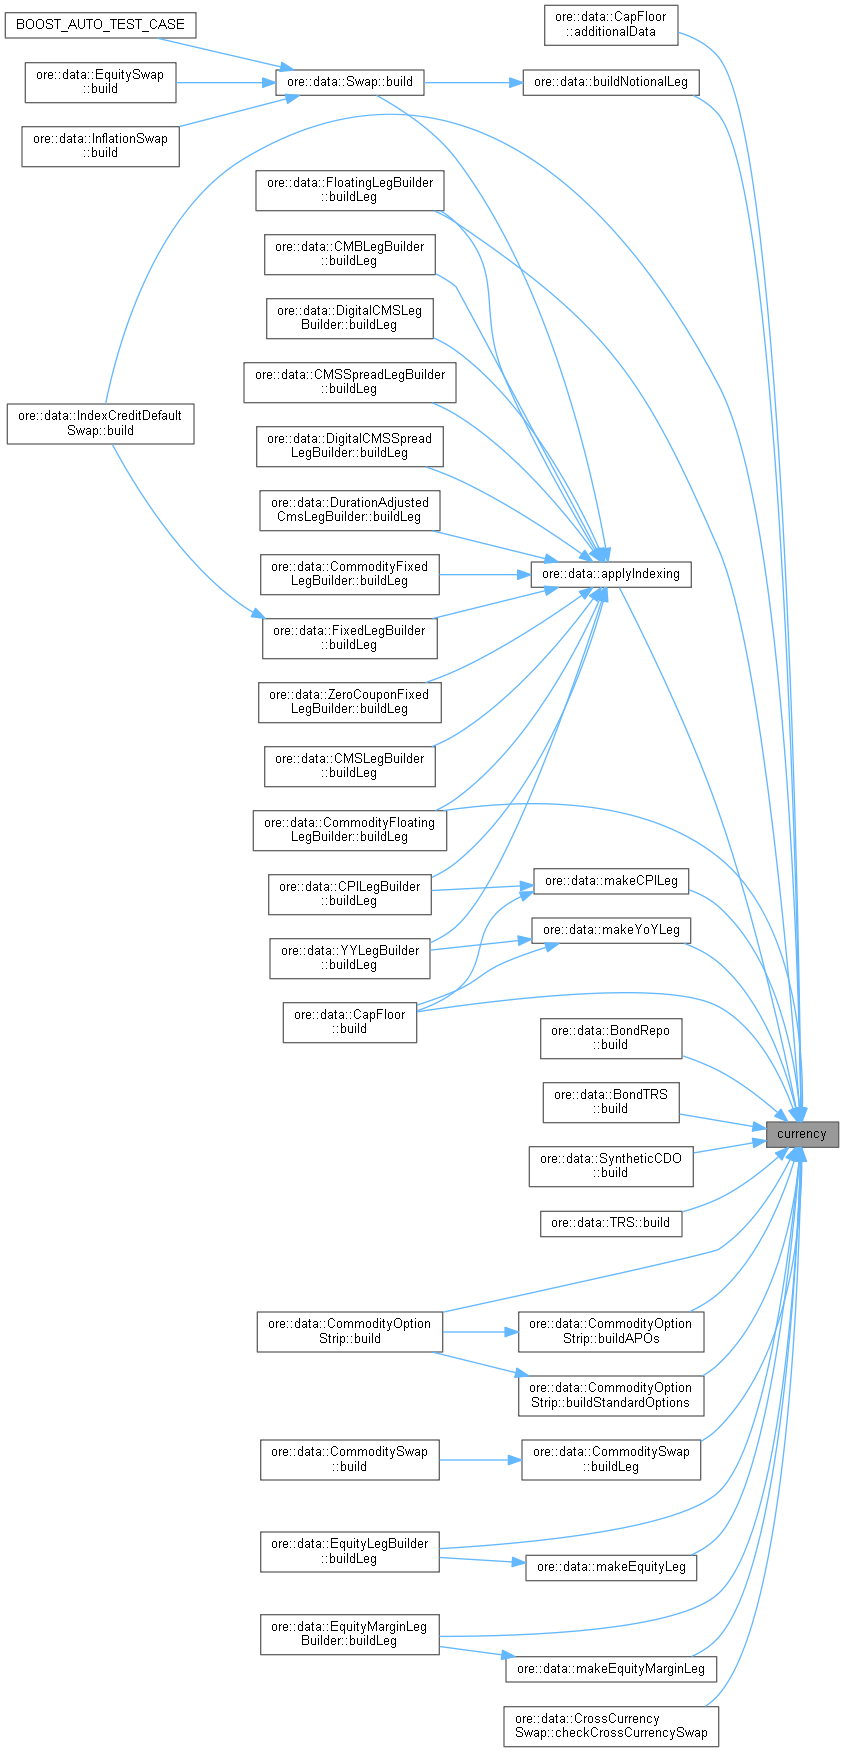 BOOST_AUTO_TEST_CASE
ore::data::CapFloor
::additionalData
ore::data::EquitySwap
::build
ore::data::Swap::build
ore::data::buildNotionalLeg
ore::data::InflationSwap
::build
ore::data::FloatingLegBuilder
::buildLeg
ore::data::CMBLegBuilder
::buildLeg
ore::data::DigitalCMSLeg
Builder::buildLeg
ore::data::CMSSpreadLegBuilder
::buildLeg
ore::data::IndexCreditDefault
Swap::build
ore::data::DigitalCMSSpread
LegBuilder::buildLeg
ore::data::DurationAdjusted
CmsLegBuilder::buildLeg
ore::data::CommodityFixed
LegBuilder::buildLeg
ore::data::applyIndexing
ore::data::FixedLegBuilder
::buildLeg
ore::data::ZeroCouponFixed
LegBuilder::buildLeg
ore::data::CMSLegBuilder
::buildLeg
ore::data::CommodityFloating
LegBuilder::buildLeg
ore::data::CPILegBuilder
::buildLeg
ore::data::makeCPILeg
ore::data::makeYoYLeg
ore::data::YYLegBuilder
::buildLeg
ore::data::CapFloor
::build
ore::data::BondRepo
::build
ore::data::BondTRS
::build
currency
ore::data::SyntheticCDO
::build
ore::data::TRS::build
ore::data::CommodityOption
Strip::build
ore::data::CommodityOption
Strip::buildAPOs
ore::data::CommodityOption
Strip::buildStandardOptions
ore::data::CommoditySwap
::build
ore::data::CommoditySwap
::buildLeg
ore::data::EquityLegBuilder
::buildLeg
ore::data::makeEquityLeg
ore::data::EquityMarginLeg
Builder::buildLeg
ore::data::makeEquityMarginLeg
ore::data::CrossCurrency
Swap::checkCrossCurrencySwap